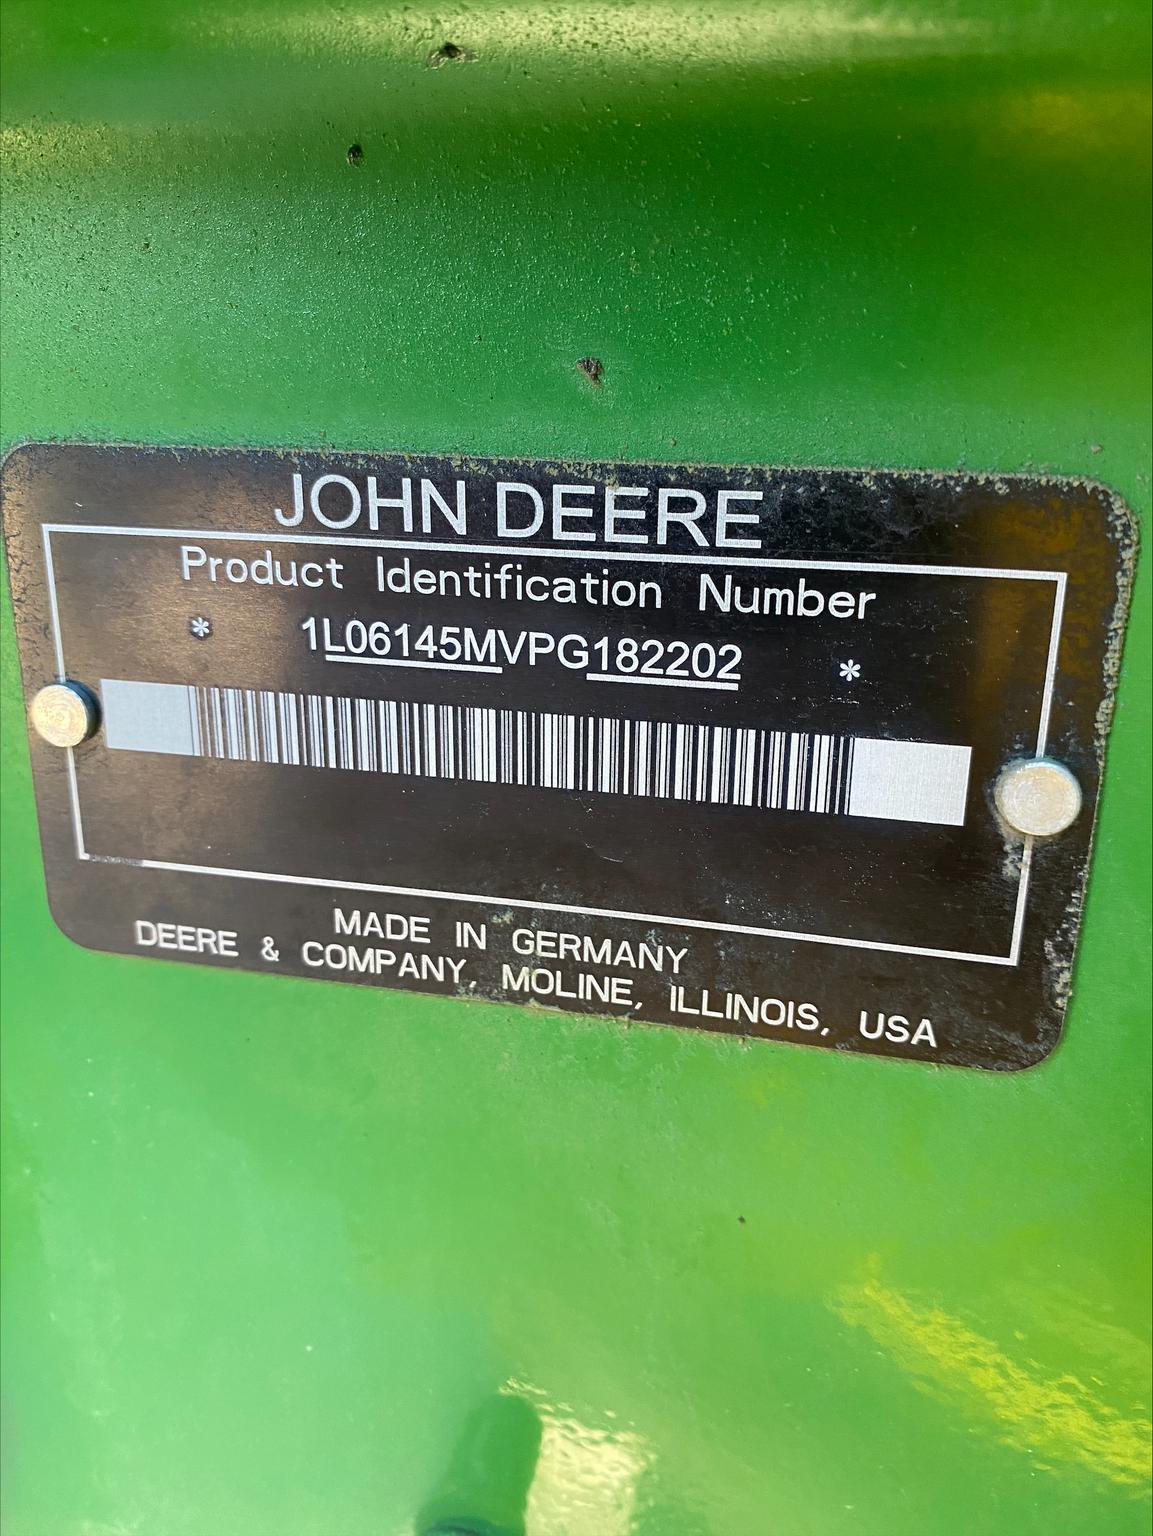 JOHN DEERE
Product Identification Number
* 1L06145MVPG182202 *
MADE IN GERMANY
DEERE & COMPANY, MOLINE, ILLINOIS, USA